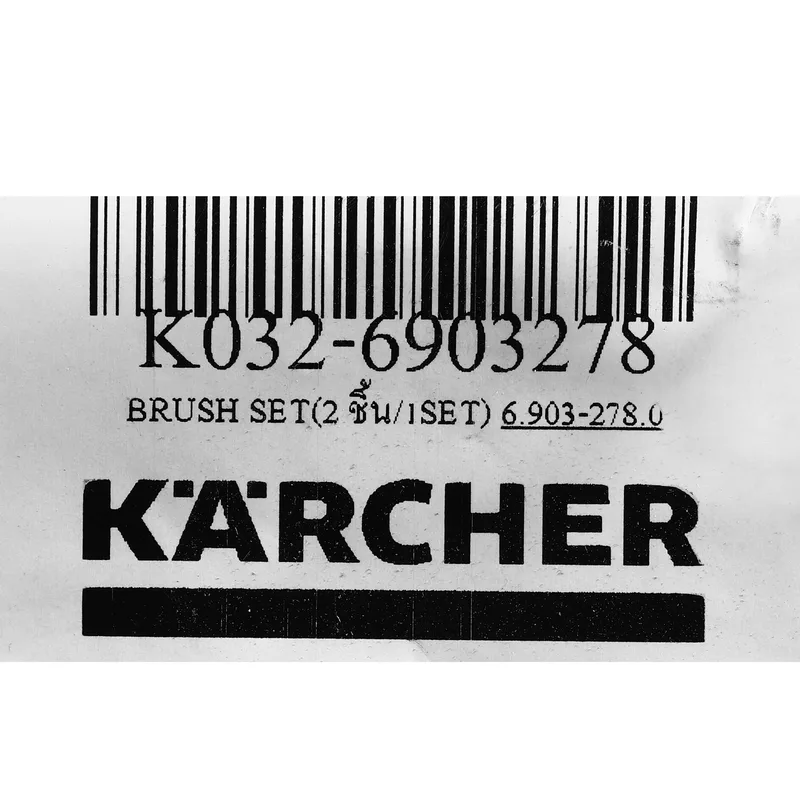 K032-6903278
BRUSH SET(2 ชิ้น/1SET) 6.903-278.0
KÄRCHER